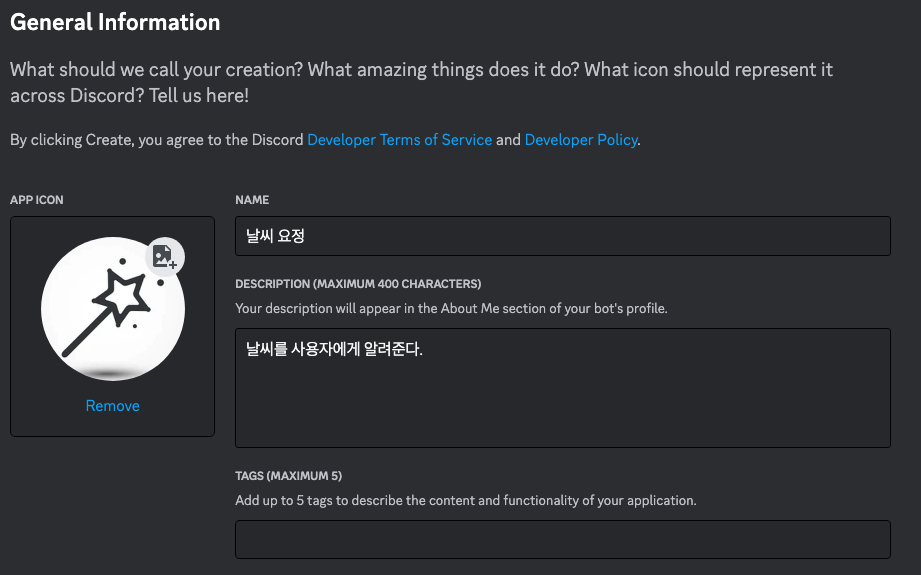 General Information
What should we call your creation? What amazing things does it do? What icon should represent it
across Discord? Tell us here!
By clicking Create, you agree to the Discord Developer Terms of Service and Developer Policy.
APP ICON
Remove
NAME
날씨 요정
DESCRIPTION (MAXIMUM 400 CHARACTERS)
Your description will appear in the About Me section of your bot's profile.
날씨를 사용자에게 알려준다.
TAGS (MAXIMUM 5)
Add up to 5 tags to describe the content and functionality of your application.